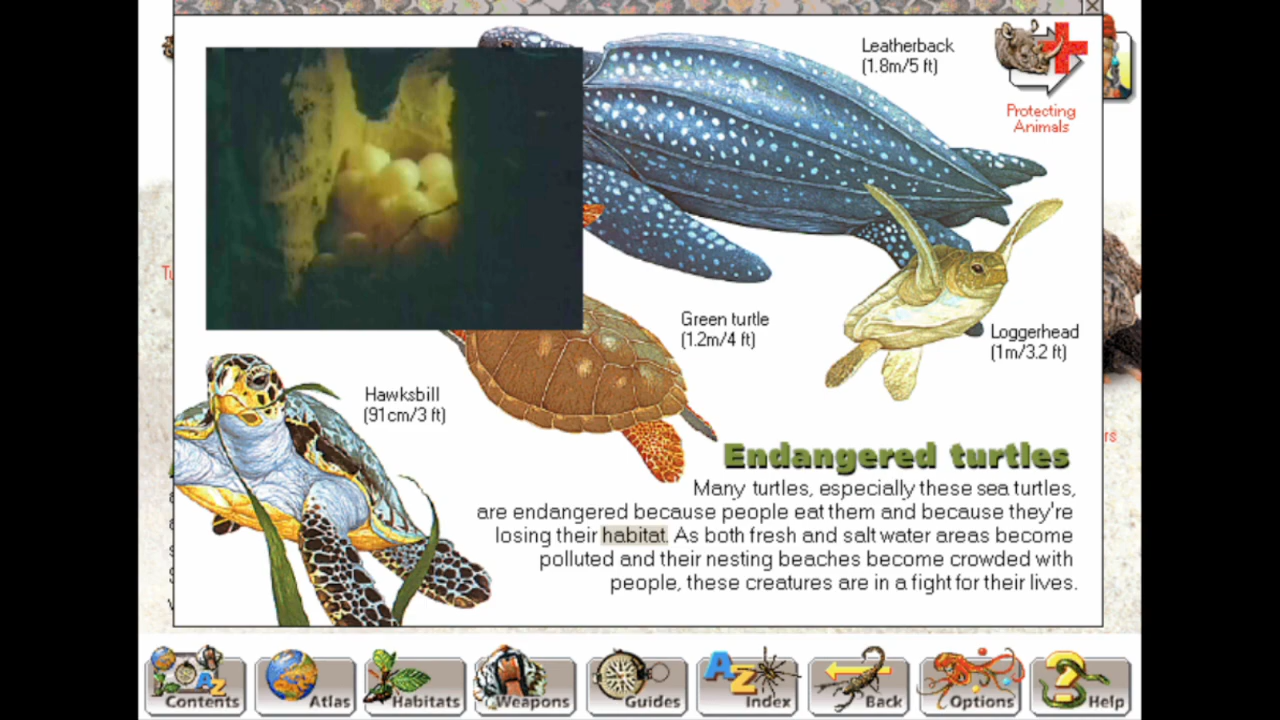 Leatherback
(1.8m/5 ft)
Protecting
Animals
Green turtle
(1.2m/4 ft)
Loggerhead
(1m/3.2 ft)
Hawksbill
(91cm/3 ft)
Endangered turtles
Many turtles, especially these sea turtles,
are endangered because people eat them and because they're
losing their habitat. As both fresh and salt water areas become
polluted and their nesting beaches become crowded with
people, these creatures are in a fight for their lives.
Contents
Atlas
Habitats
Weapons
Guides
Index
Back
Options
Help